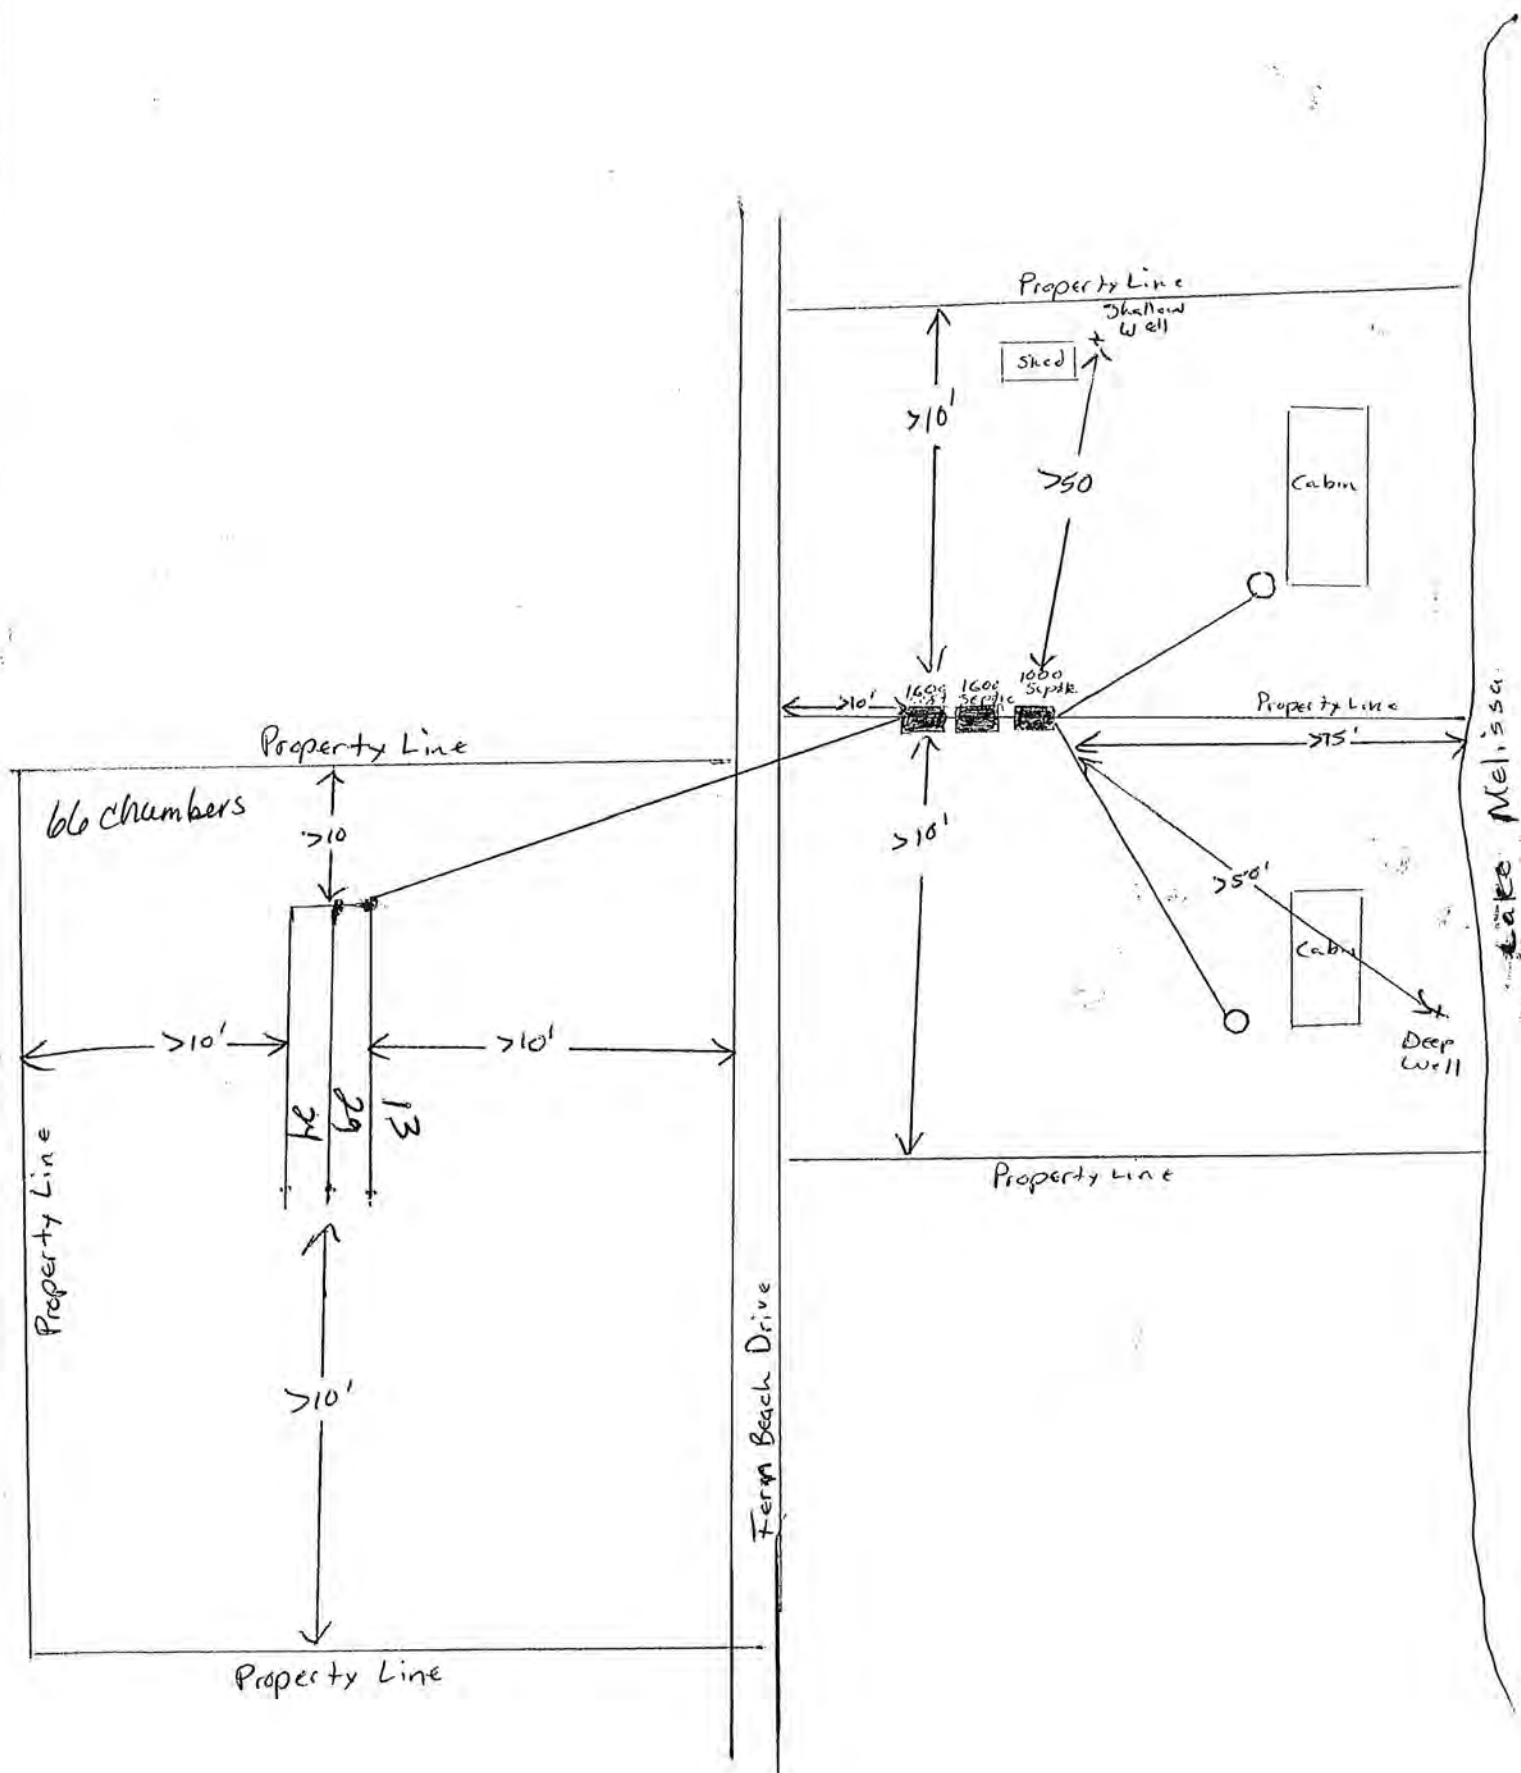 Property Line
Shallow
Well
Shed
>10'
>50
Cabin
1000
Septic
1600
1600
Septic
>10'
Property Line
>75'
Lake Melissa
Property Line
66 chambers
>10
>10'
>50'
Cabin
Deep
Well
>10'
>10'
24
29
13
Property Line
Property Line
>10'
Fern Beach Drive
Property Line